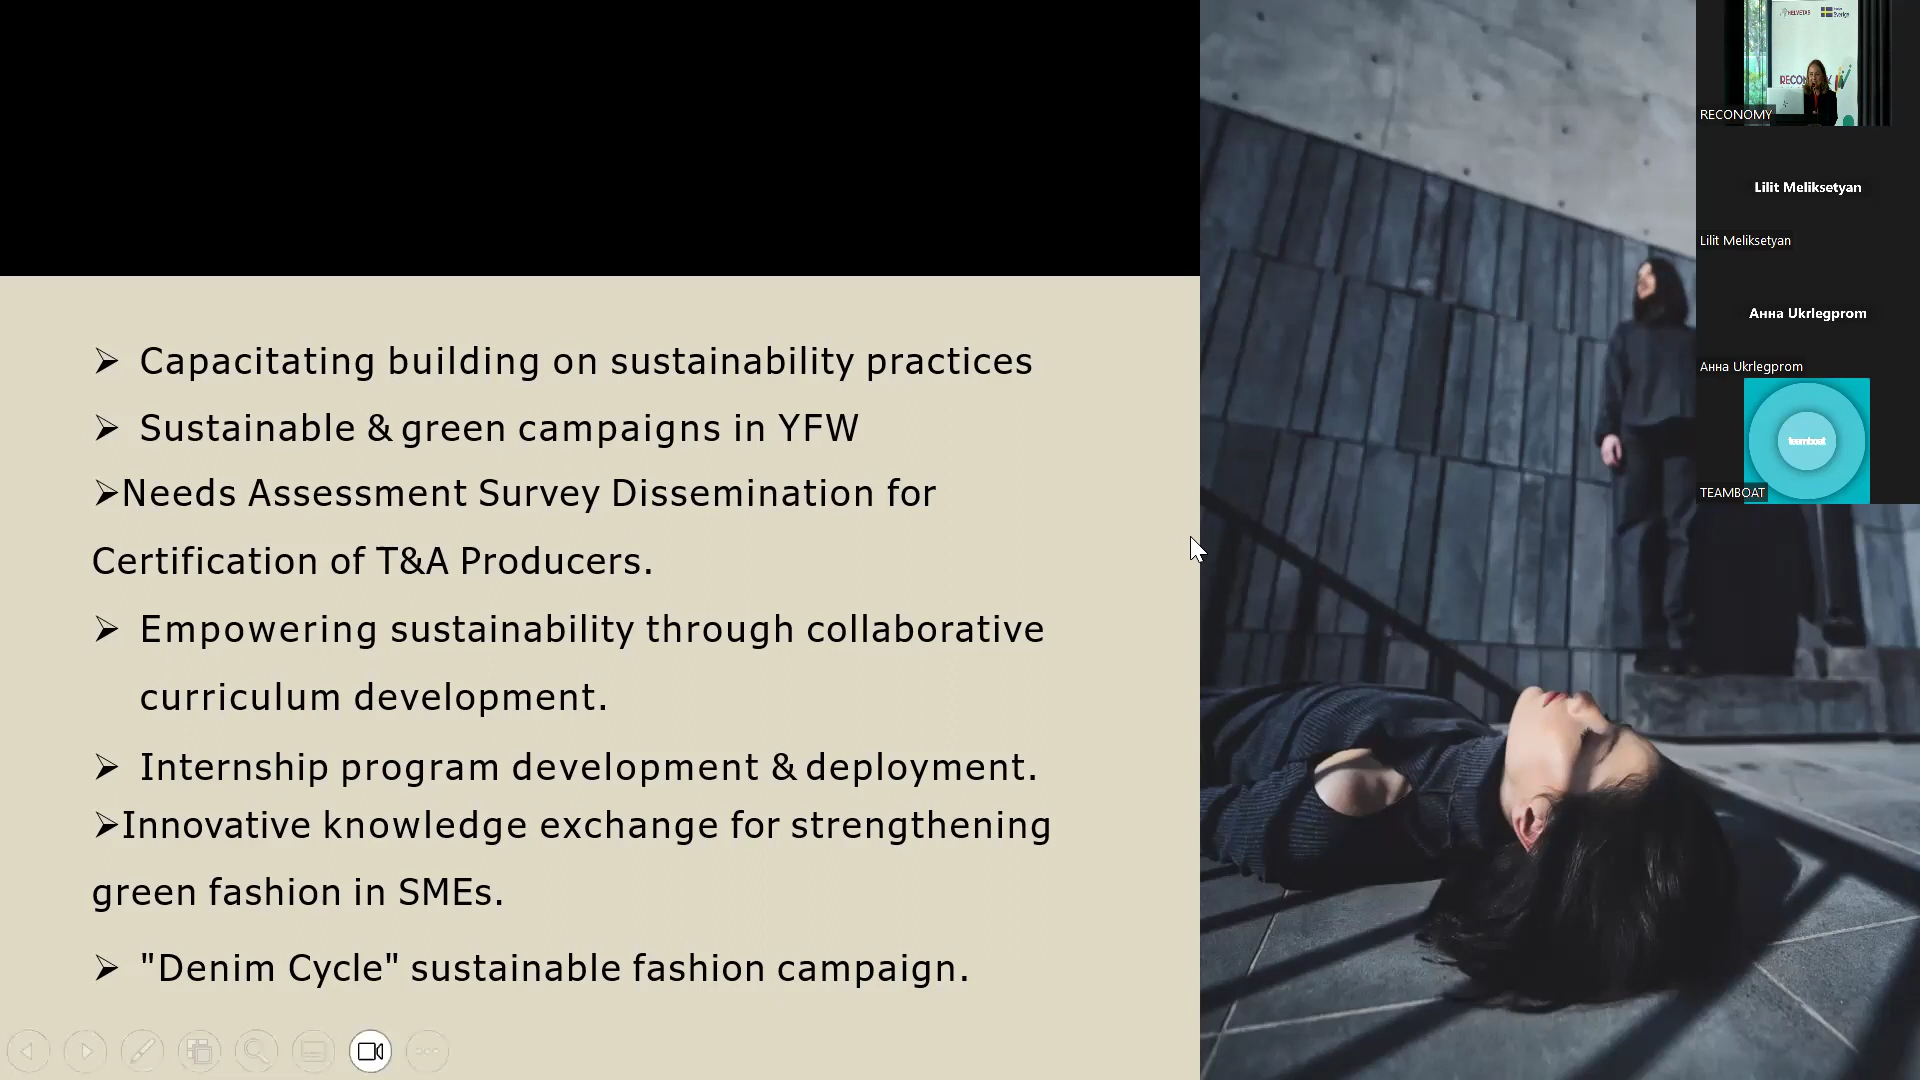 ➢ Capacitating building on sustainability practices
➢ Sustainable & green campaigns in YFW
➢Needs Assessment Survey Dissemination for
Certification of T&A Producers.
➢ Empowering sustainability through collaborative
curriculum development.
➢ Internship program development & deployment.
➢Innovative knowledge exchange for strengthening
green fashion in SMEs.
➢ "Denim Cycle" sustainable fashion campaign.
HELVETAS
Sverige
RECONOMY
Lilit Meliksetyan
Lilit Meliksetyan
Анна Ukrlegprom
Анна Ukrlegprom
teamboat
TEAMBOAT